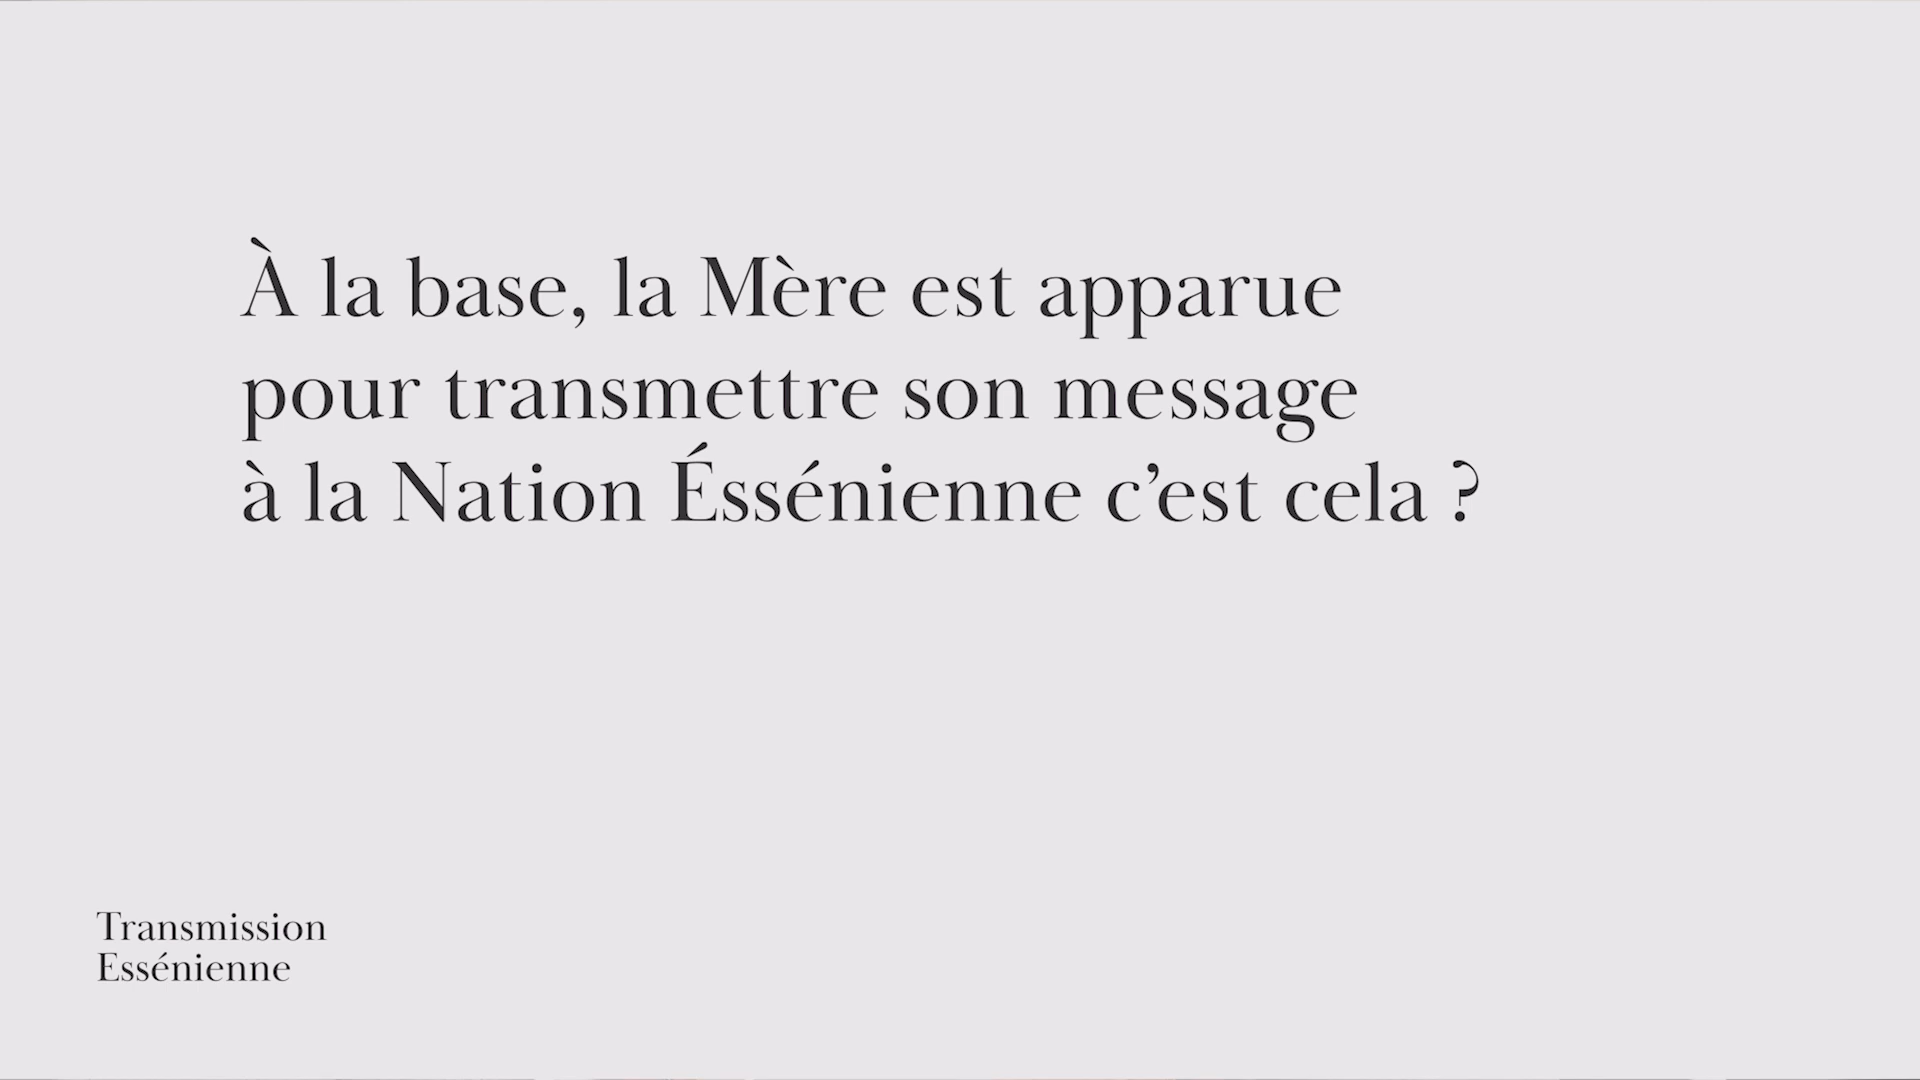 À la base, la Mère est apparue
pour transmettre son message
à la Nation Éssénienne c’est cela ?
Transmission
Essénienne